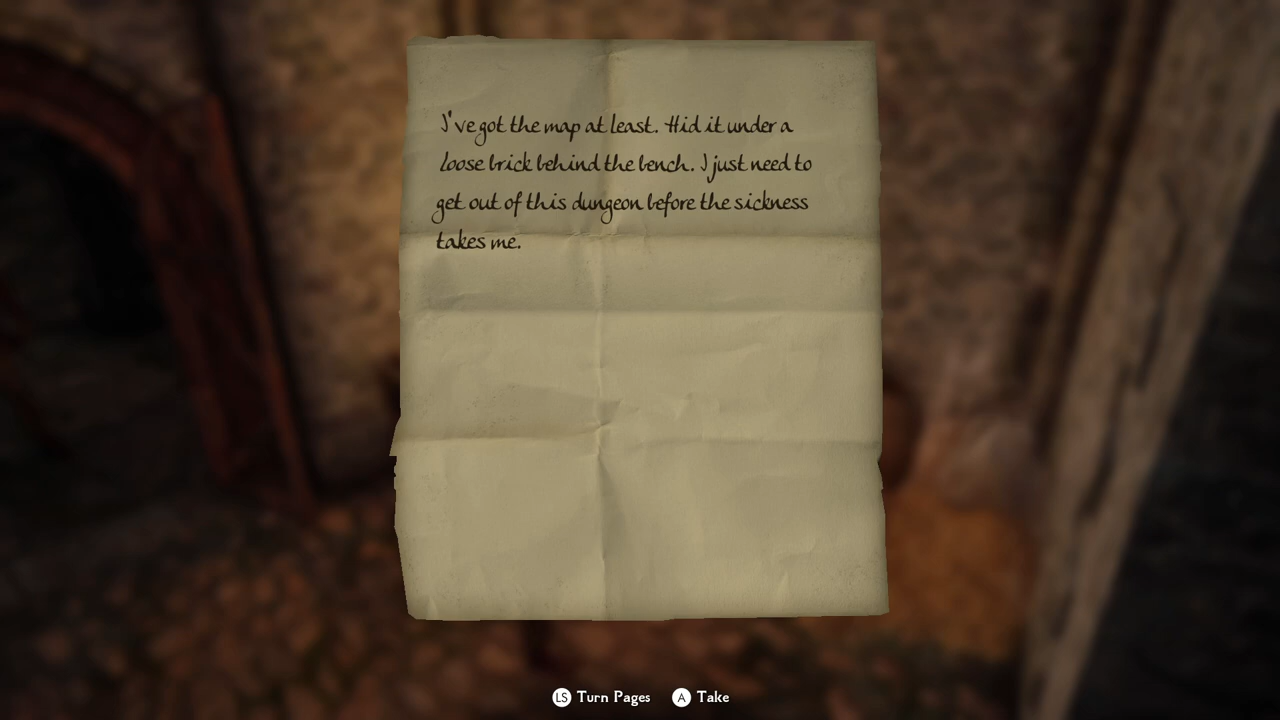 I've got the map at least. Hid it under a
loose brick behind the bench. I just need to
get out of this dungeon before the sickness
takes me.
LS Turn Pages A Take